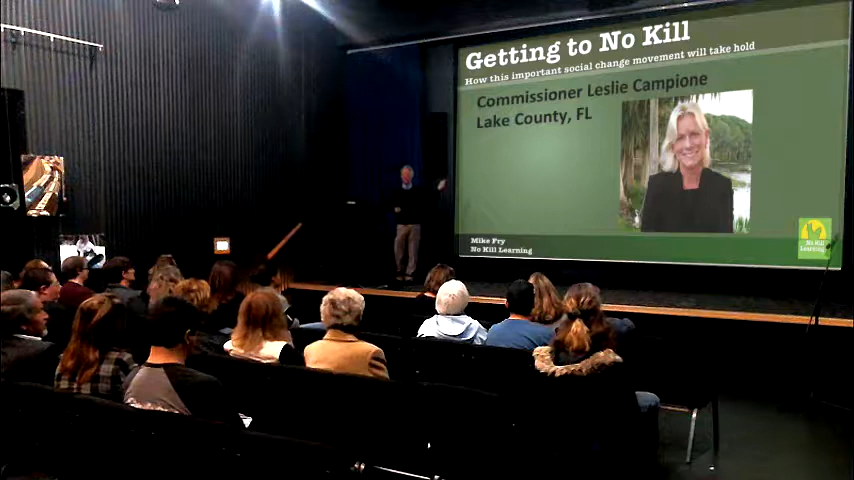 Getting to No Kill
How this important social change movement will take hold
Commissioner Leslie Campione
Lake County, FL
Mike Fry
No Kill Learning
No Kill
Learning